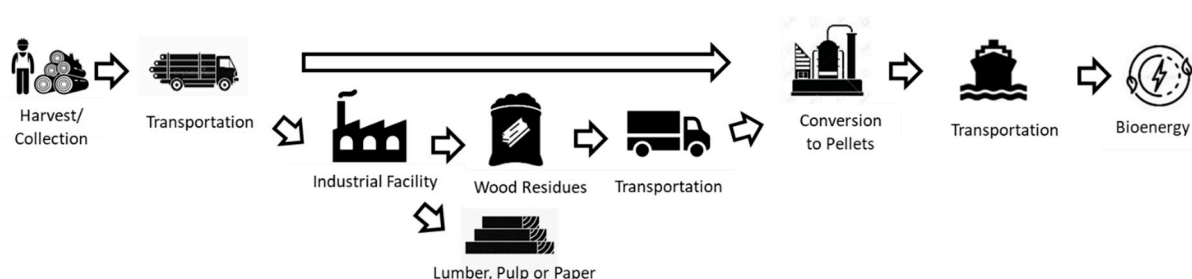 Harvest/
Collection
Transportation
Industrial Facility
Wood Residues
Transportation
Lumber, Pulp or Paper
Conversion
to Pellets
Transportation
Bioenergy